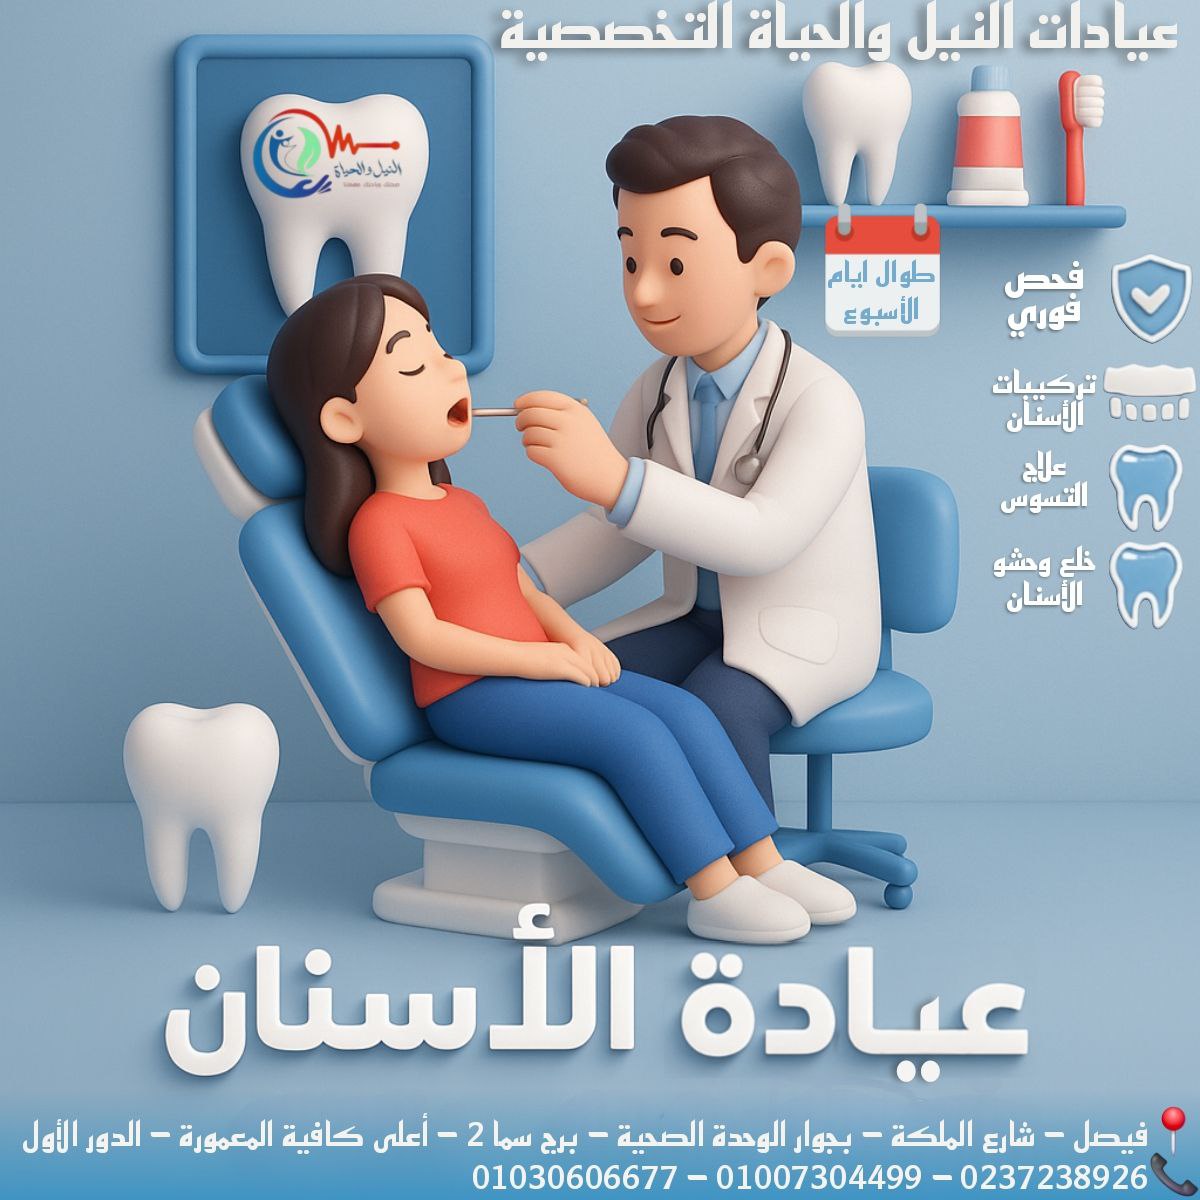 عيادات النيل والحياة التخصصية
النيل والحياة
طوال ايام
الأسبوع
فحص
فوري
تركيبات
الأسنان
علاج
التسوس
خلع وحشو
الأسنان
عيادة الأسنان
فيصل – شارع الملكة – بجوار الوحدة الصحية – برج سما 2 – أعلى كافية المعمورة – الدور الأول
01030606677 – 01007304499 – 0237238926